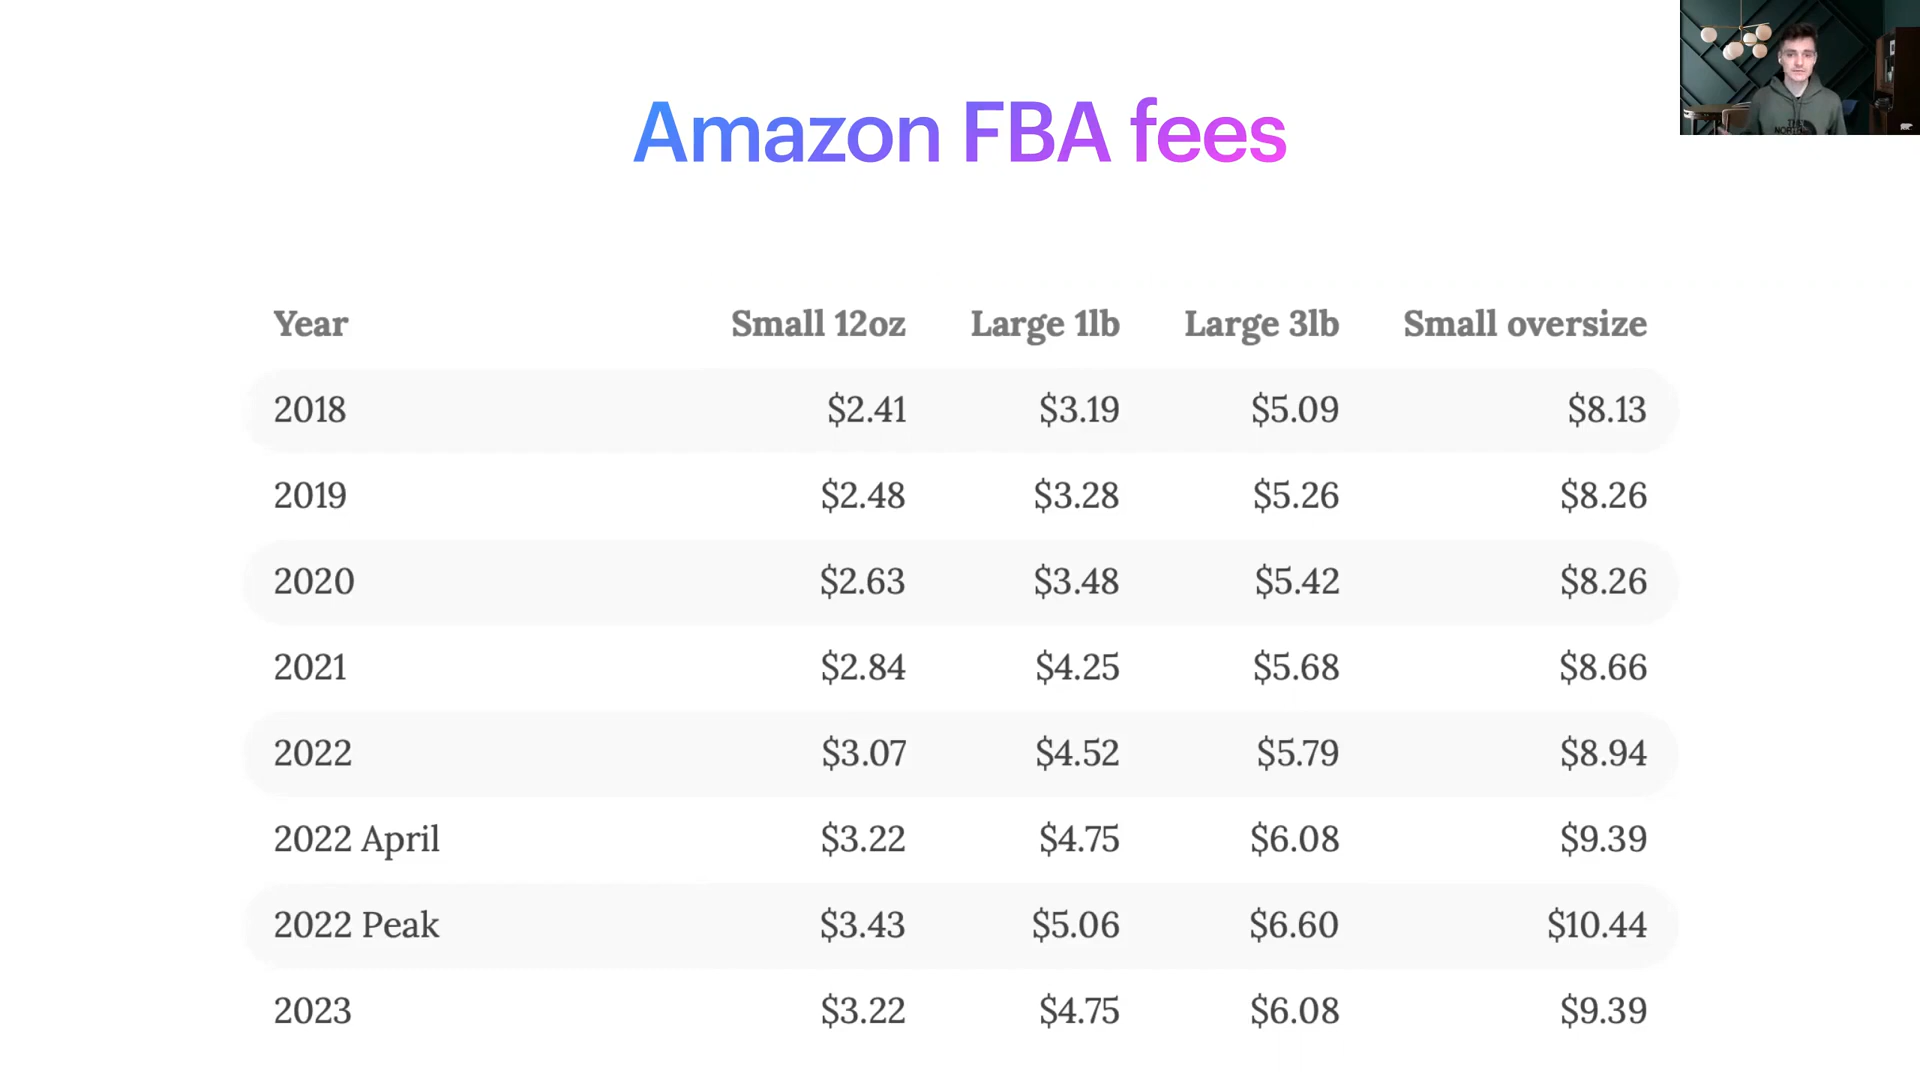 Amazon FBA fees
Year Small 12oz Large 1lb Large 3lb Small oversize
2018 $2.41 $3.19 $5.09 $8.13
2019 $2.48 $3.28 $5.26 $8.26
2020 $2.63 $3.48 $5.42 $8.26
2021 $2.84 $4.25 $5.68 $8.66
2022 $3.07 $4.52 $5.79 $8.94
2022 April $3.22 $4.75 $6.08 $9.39
2022 Peak $3.43 $5.06 $6.60 $10.44
2023 $3.22 $4.75 $6.08 $9.39
THE